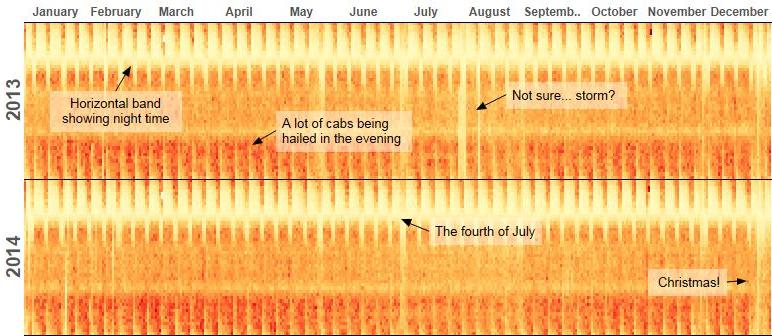 January February March April May June July August Septemb.. October November December
2013
Horizontal band
showing night time
A lot of cabs being
hailed in the evening
Not sure... storm?
2014
The fourth of July
Christmas!